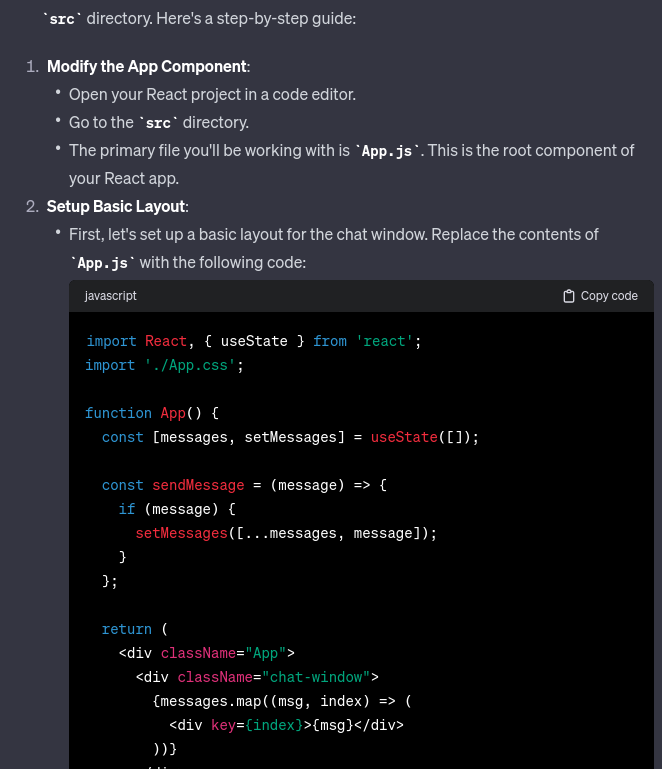 `src` directory. Here's a step-by-step guide:
1. Modify the App Component:
• Open your React project in a code editor.
• Go to the `src` directory.
• The primary file you'll be working with is `App.js`. This is the root component of
your React app.
2. Setup Basic Layout:
• First, let's set up a basic layout for the chat window. Replace the contents of
`App.js` with the following code:
javascript Copy code
import React, { useState } from 'react';
import './App.css';
function App() {
  const [messages, setMessages] = useState([]);
  const sendMessage = (message) => {
    if (message) {
      setMessages([...messages, message]);
    }
  };
  return (
    <div className="App">
      <div className="chat-window">
        {messages.map((msg, index) => (
          <div key={index}>{msg}</div>
        ))}